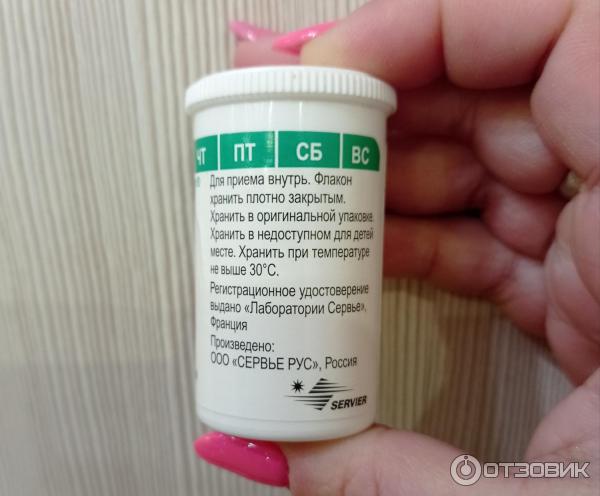 ЧТ ПТ СБ ВС
Для приема внутрь. Флакон
хранить плотно закрытым.
Хранить в оригинальной упаковке.
Хранить в недоступном для детей
месте. Хранить при температуре
не выше 30°С.
Регистрационное удостоверение
выдано «Лаборатории Сервье»,
Франция
Произведено:
ООО «СЕРВЬЕ РУС», Россия
SERVIER
ОТЗОВИК